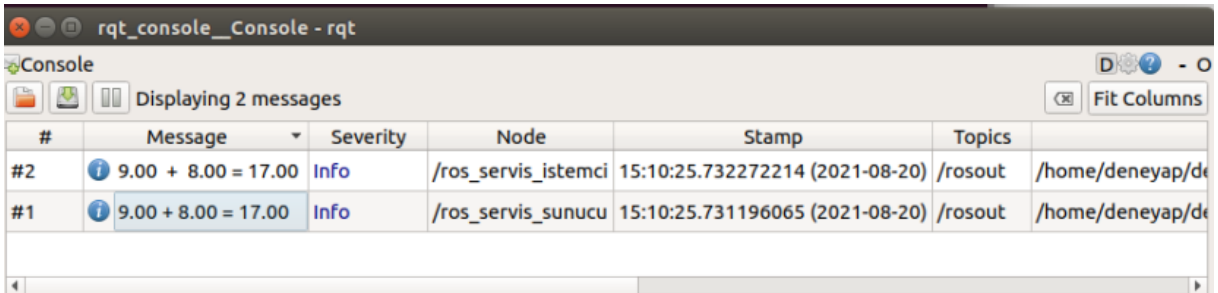 rqt_console__Console - rqt
Console D - O
Displaying 2 messages Fit Columns
# Message Severity Node Stamp Topics
#2 9.00 + 8.00 = 17.00 Info /ros_servis_istemci 15:10:25.732272214 (2021-08-20) /rosout /home/deneyap/de
#1 9.00 + 8.00 = 17.00 Info /ros_servis_sunucu 15:10:25.731196065 (2021-08-20) /rosout /home/deneyap/de